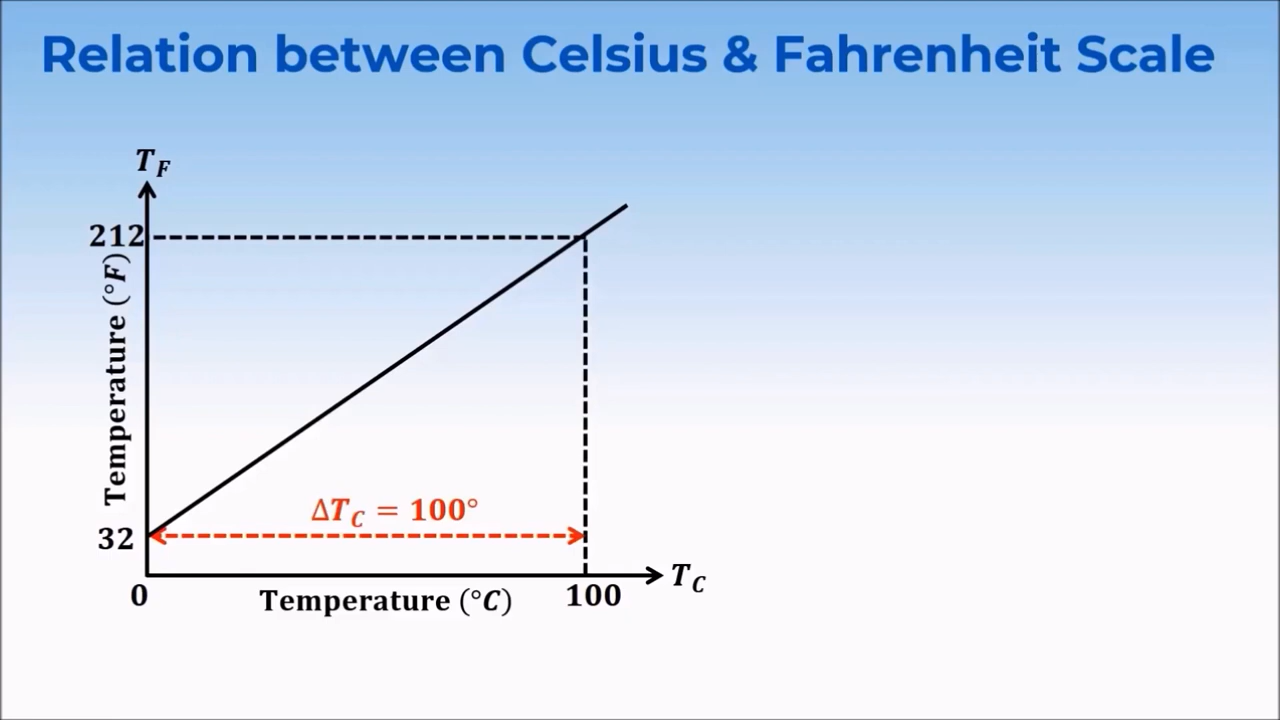 Relation between Celsius & Fahrenheit Scale
T_F
212
Temperature (°F)
32
ΔT_C = 100°
0
Temperature (°C)
100
T_C